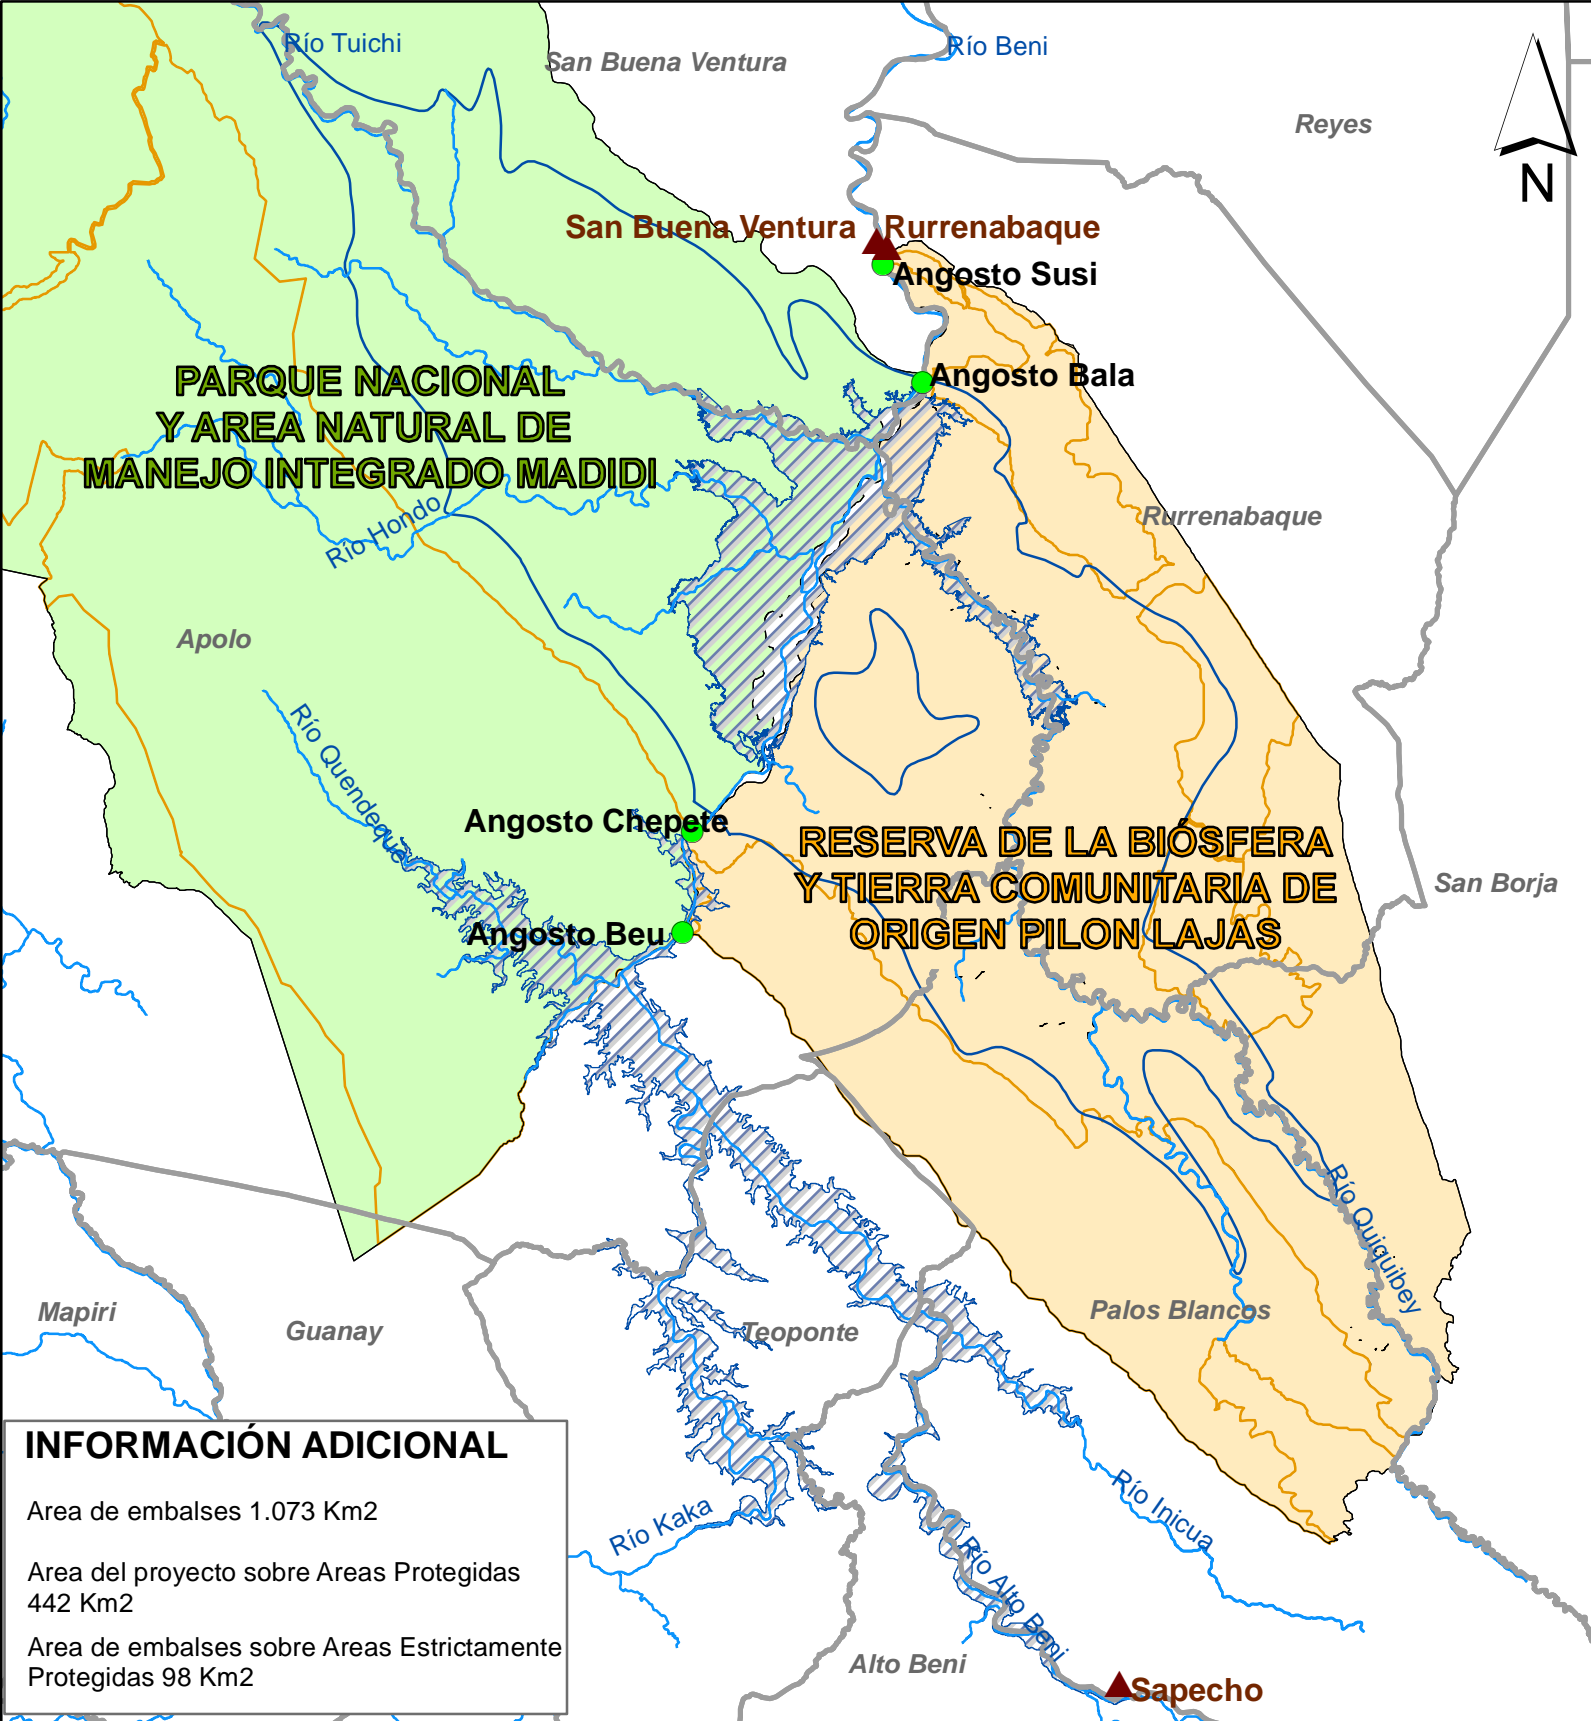 Río Tuichi
San Buena Ventura
Río Beni
Reyes
N
San Buena Ventura
Rurrenabaque
Angosto Susi
Angosto Bala
PARQUE NACIONAL
Y AREA NATURAL DE
MANEJO INTEGRADO MADIDI
Río Hondo
Rurrenabaque
Apolo
Río Quendeque
Angosto Chepete
RESERVA DE LA BIÓSFERA
Y TIERRA COMUNITARIA DE
ORIGEN PILON LAJAS
San Borja
Angosto Beu
Río Quiquibey
Mapiri
Guanay
Teoponte
Palos Blancos
INFORMACIÓN ADICIONAL
Area de embalses 1.073 Km2
Area del proyecto sobre Areas Protegidas
442 Km2
Area de embalses sobre Areas Estrictamente
Protegidas 98 Km2
Río Kaka
Río Inicua
Río Alto Beni
Alto Beni
Sapecho